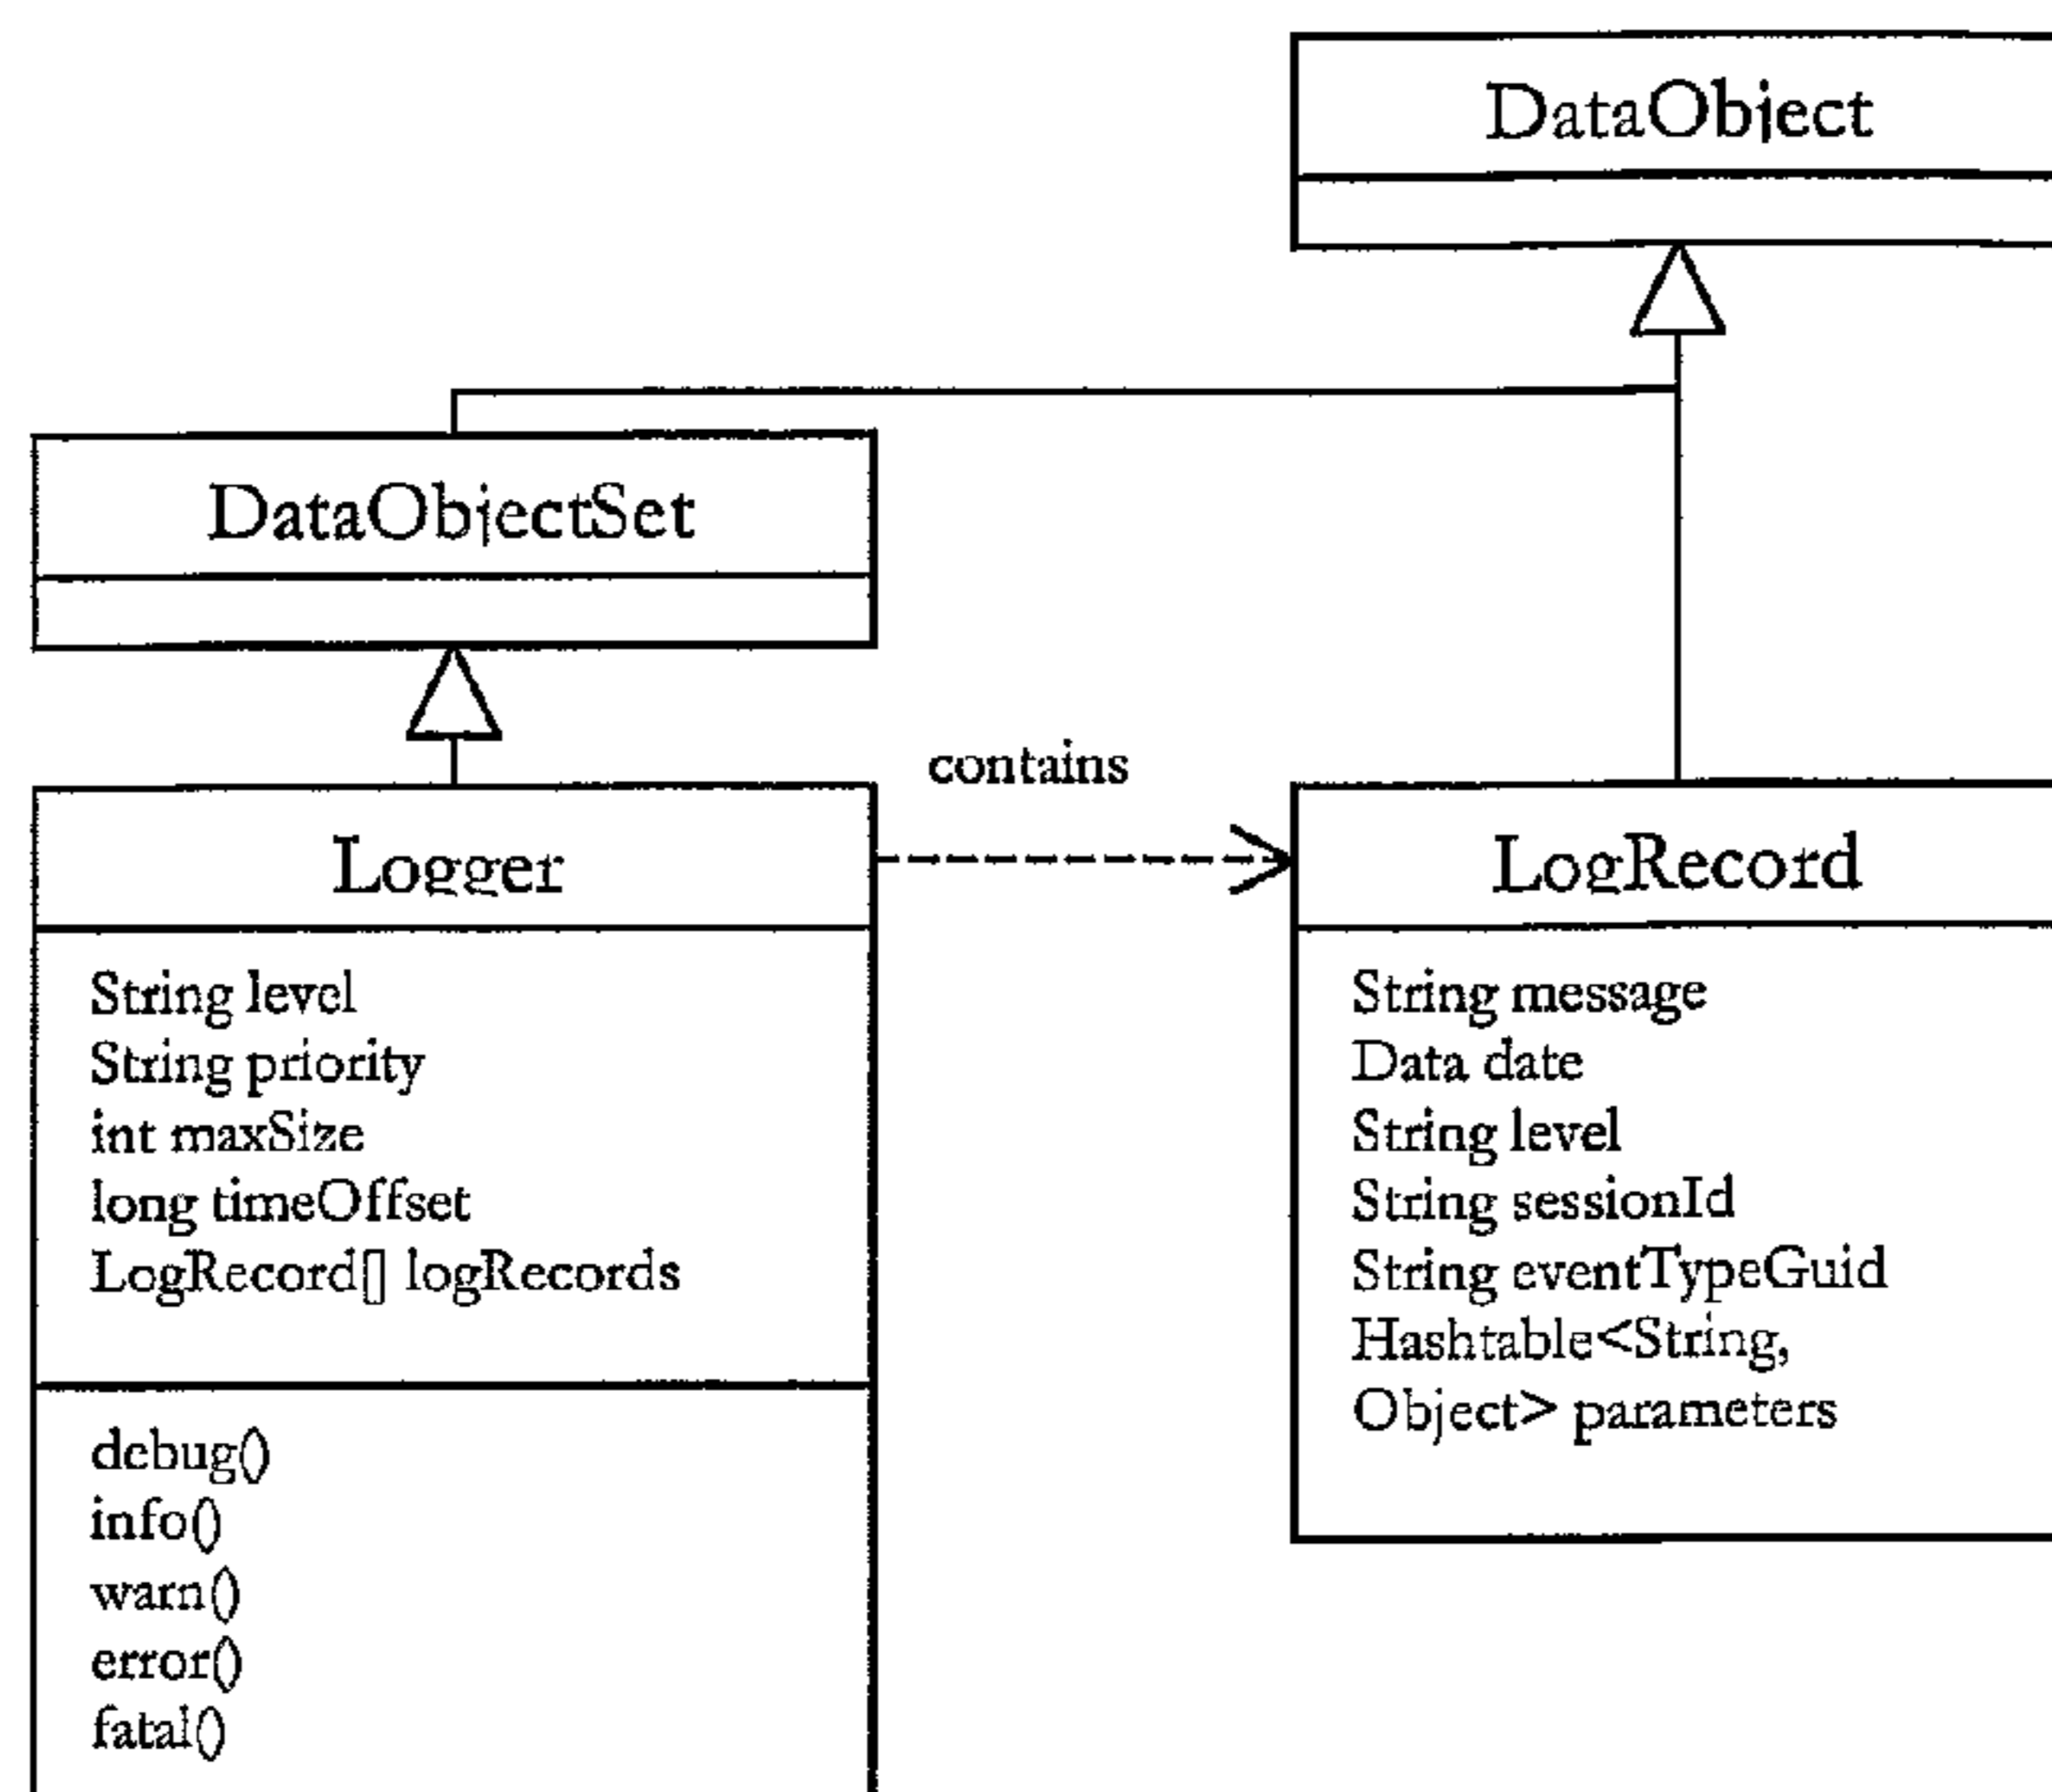 DataObject
DataObjectSet
contains
Logger
LogRecord
String level
String priority
int maxSize
long timeOffset
LogRecord[] logRecords
debug()
info()
warn()
error()
fatal()
String message
Data date
String level
String sessionId
String eventTypeGuid
Hashtable<String,
Object> parameters